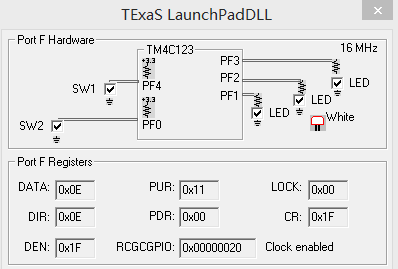 TExaS LaunchPadDLL
Port F Hardware
TM4C123
16 MHz
+3.3
PF3
SW1
PF4
PF2
LED
+3.3
PF1
LED
SW2
PF0
LED
White
Port F Registers
DATA: 0x0E PUR: 0x11 LOCK: 0x00
DIR: 0x0E PDR: 0x00 CR: 0x1F
DEN: 0x1F RCGCGPIO: 0x00000020 Clock enabled